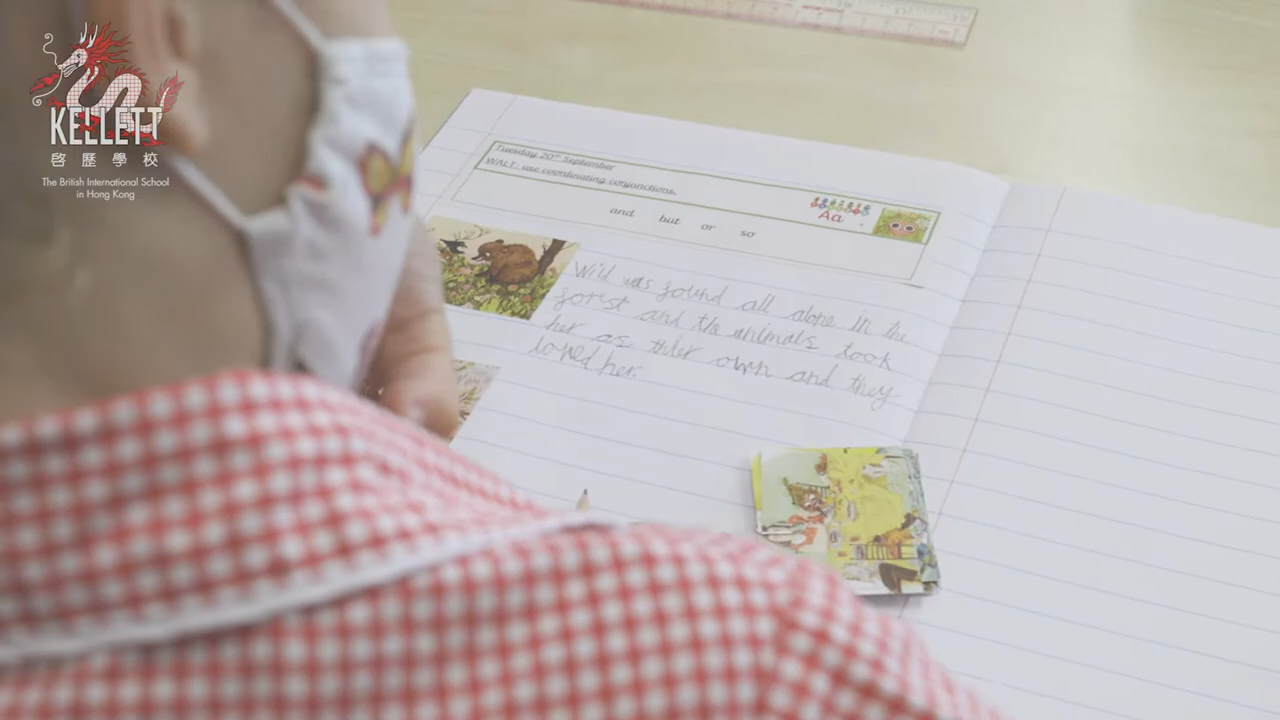 KELLETT
啓歷學校
The British International School
in Hong Kong
Tuesday 20th September
WALT: use coordinating conjunctions.
Aa
and but or so
Wild was found all alone in the
forest and the animals took
her as thier own and they
loved her.